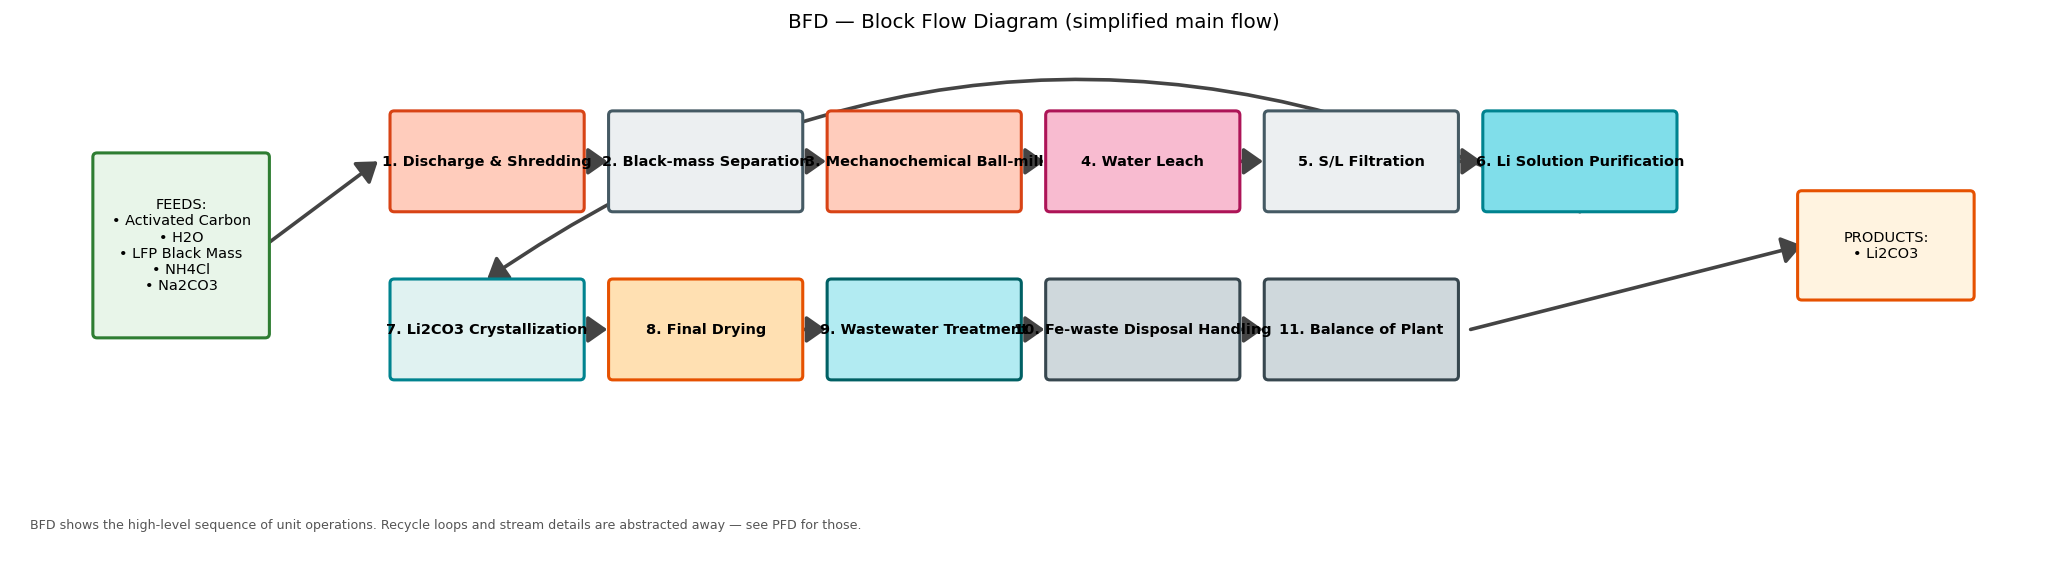 BFD — Block Flow Diagram (simplified main flow)
FEEDS:
• Activated Carbon
• H2O
• LFP Black Mass
• NH4Cl
• Na2CO3
1. Discharge & Shredding
2. Black-mass Separation
3. Mechanochemical Ball-mill
4. Water Leach
5. S/L Filtration
6. Li Solution Purification
7. Li2CO3 Crystallization
8. Final Drying
9. Wastewater Treatment
10. Fe-waste Disposal Handling
11. Balance of Plant
PRODUCTS:
• Li2CO3
BFD shows the high-level sequence of unit operations. Recycle loops and stream details are abstracted away — see PFD for those.